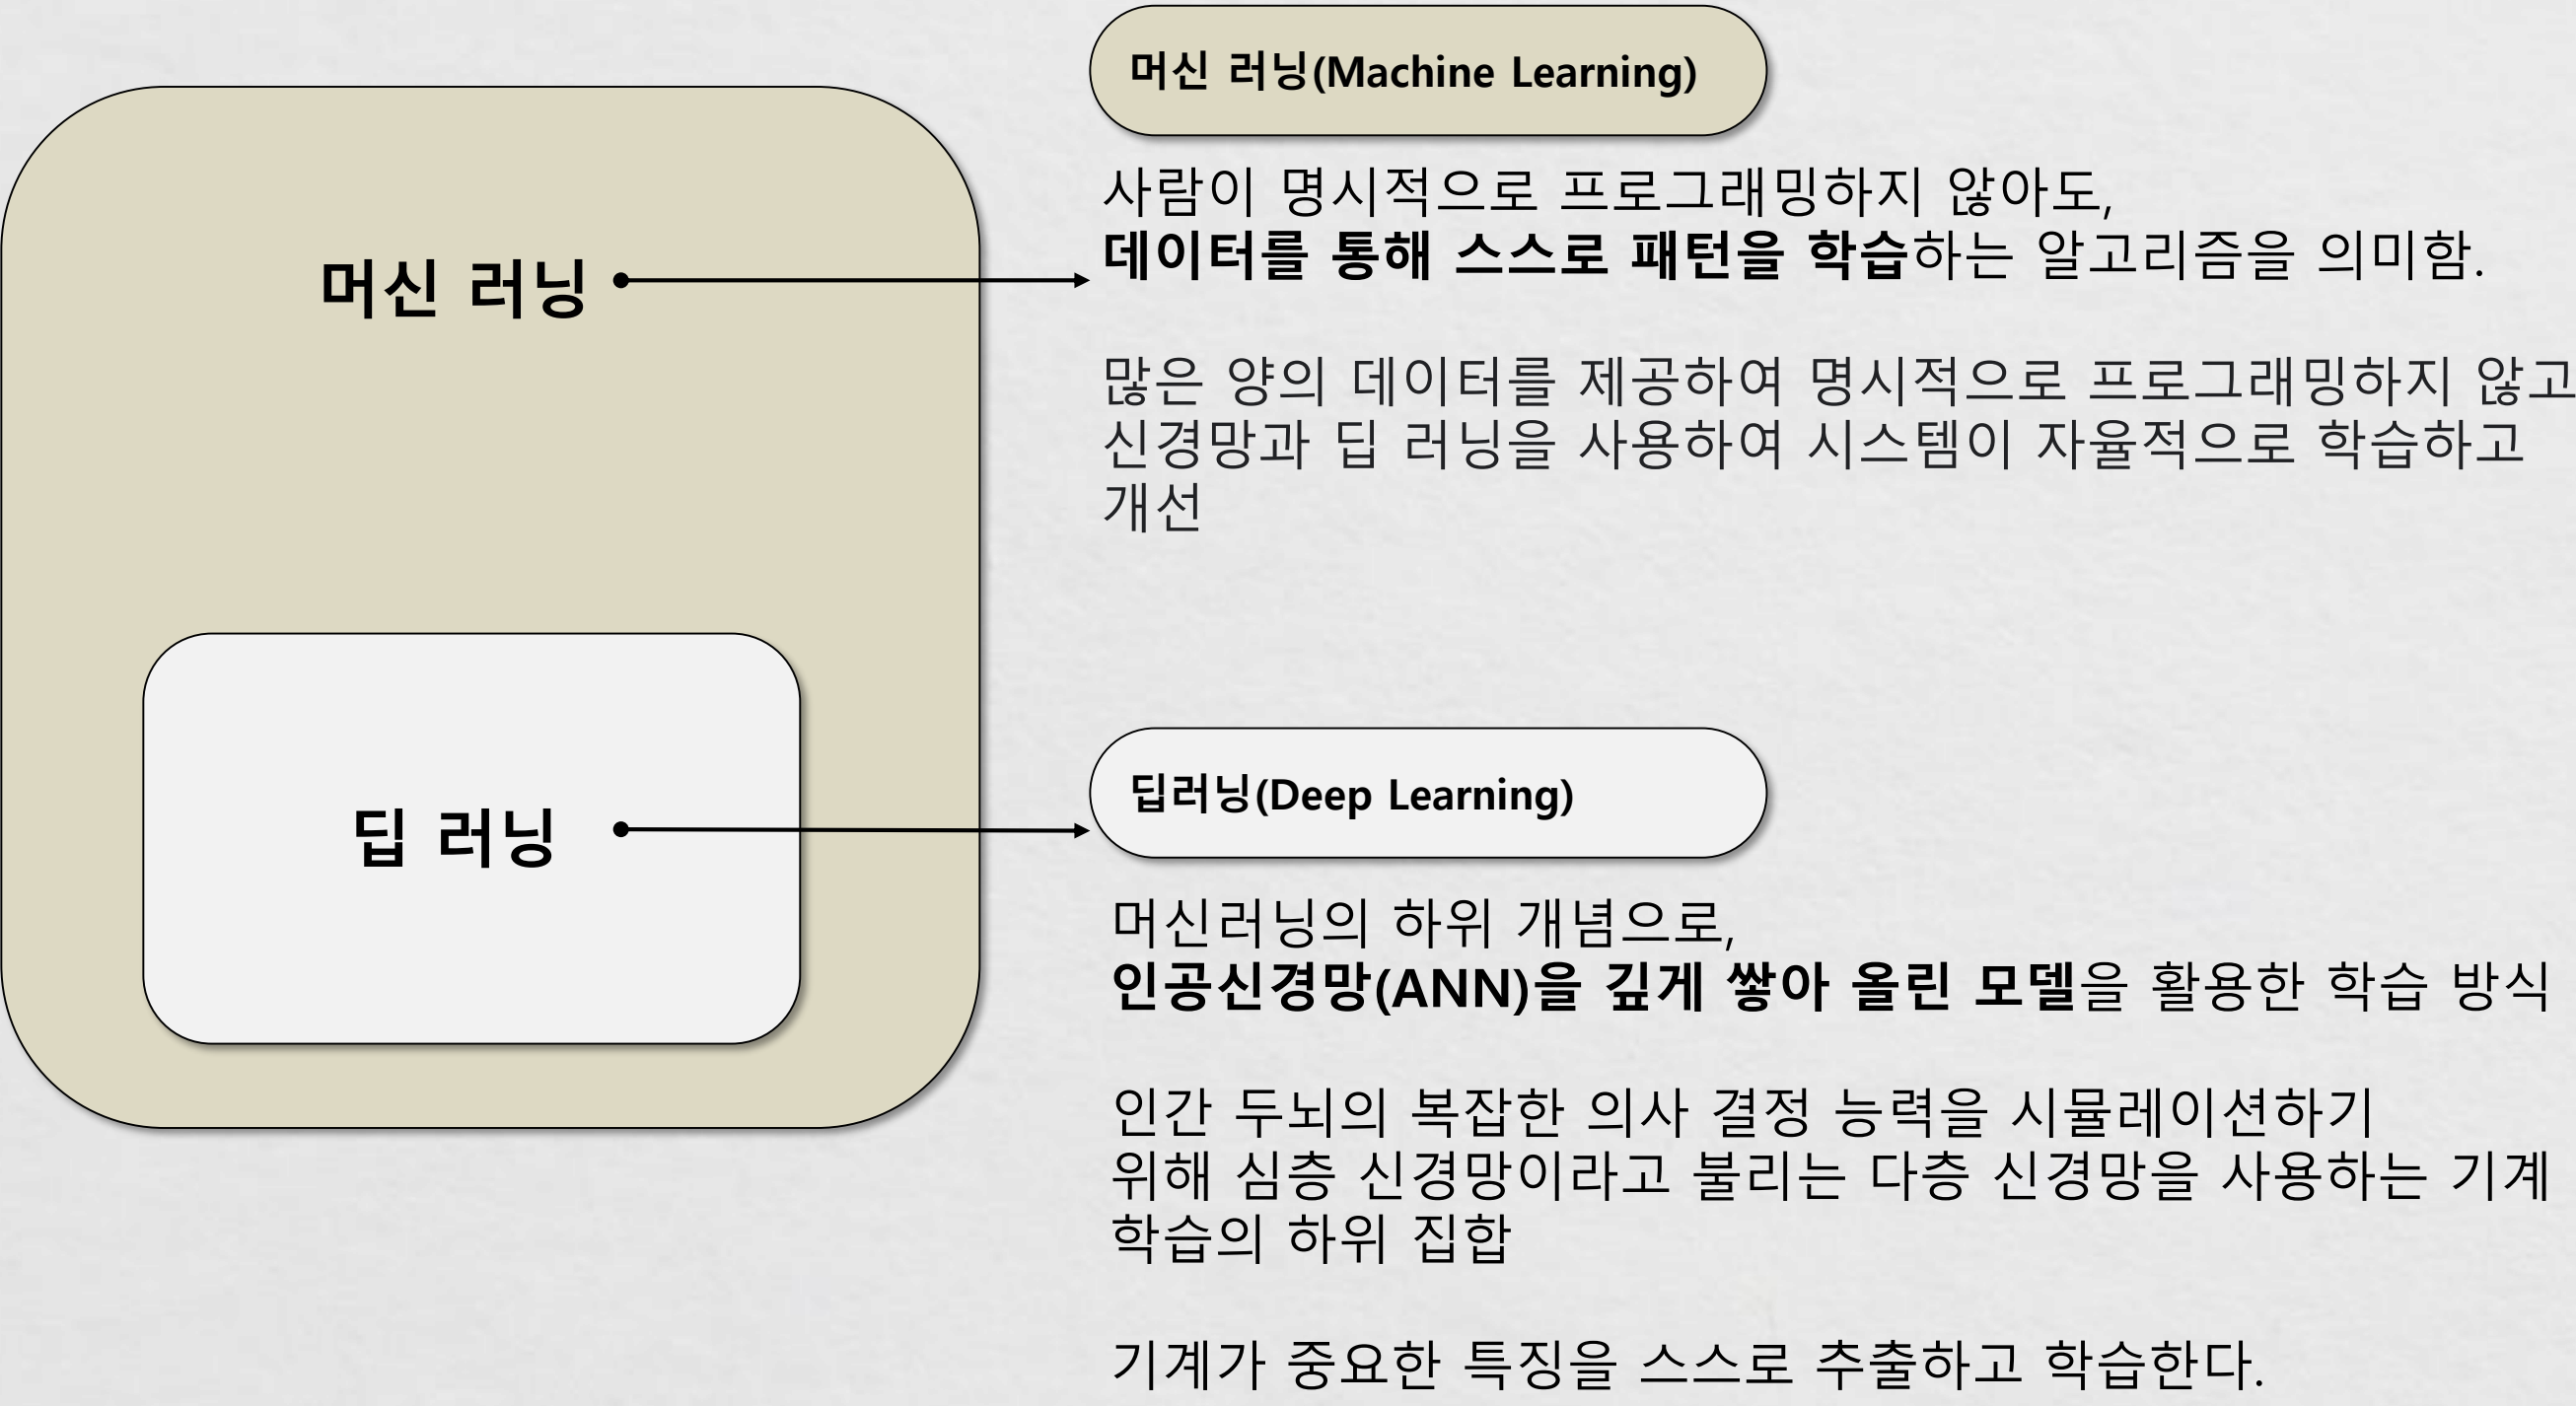 머신 러닝(Machine Learning)
사람이 명시적으로 프로그래밍하지 않아도,
데이터를 통해 스스로 패턴을 학습하는 알고리즘을 의미함.
머신 러닝
많은 양의 데이터를 제공하여 명시적으로 프로그래밍하지 않고
신경망과 딥 러닝을 사용하여 시스템이 자율적으로 학습하고
개선
딥 러닝
딥러닝(Deep Learning)
머신러닝의 하위 개념으로,
인공신경망(ANN)을 깊게 쌓아 올린 모델을 활용한 학습 방식
인간 두뇌의 복잡한 의사 결정 능력을 시뮬레이션하기
위해 심층 신경망이라고 불리는 다층 신경망을 사용하는 기계
학습의 하위 집합
기계가 중요한 특징을 스스로 추출하고 학습한다.